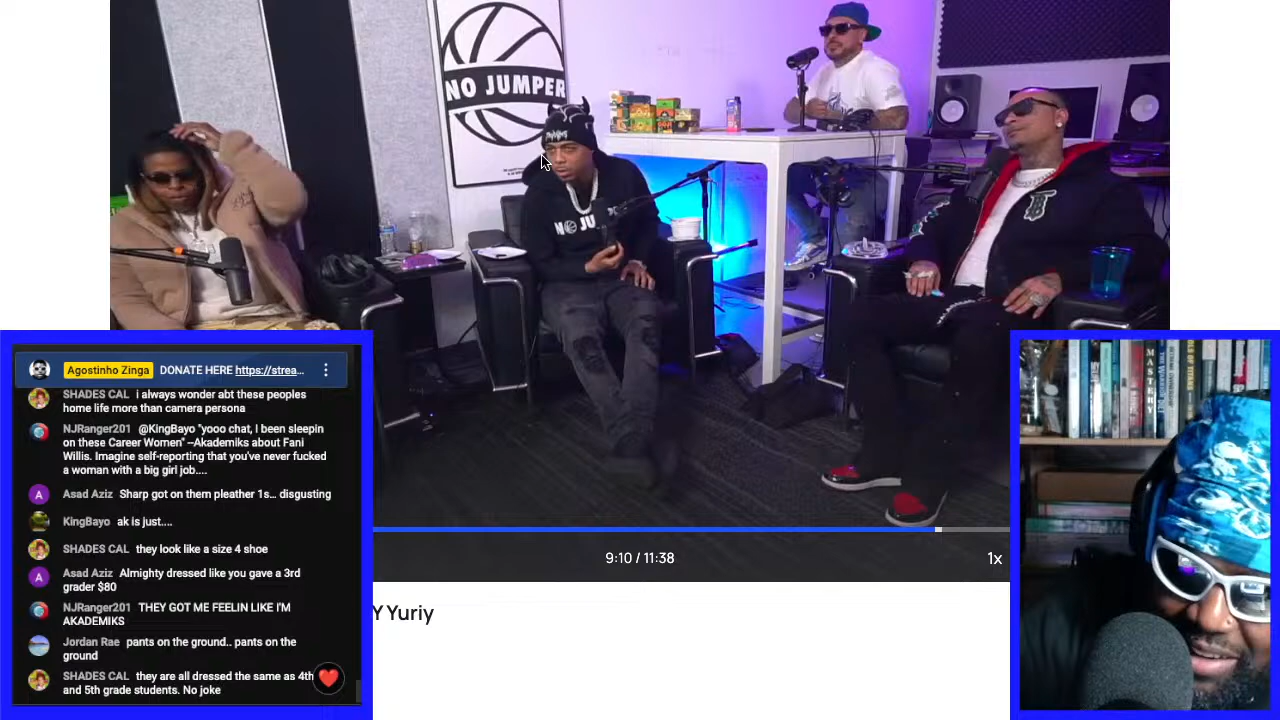 NO JUMPER
NO JU
Agostinho Zinga DONATE HERE https://strea...
SHADES CAL i always wonder abt these peoples
home life more than camera persona
NJRanger201 @KingBayo "yooo chat, I been sleepin
on these Career Women" --Akademiks about Fani
Willis. Imagine self-reporting that you've never fucked
a woman with a big girl job....
A Asad Aziz Sharp got on them pleather 1s... disgusting
KingBayo ak is just....
SHADES CAL they look like a size 4 shoe
A Asad Aziz Almighty dressed like you gave a 3rd
grader $80
NJRanger201 THEY GOT ME FEELIN LIKE I'M
AKADEMIKS
Jordan Rae pants on the ground.. pants on the
ground
SHADES CAL they are all dressed the same as 4th
and 5th grade students. No joke
9:10 / 11:38
1x
Y Yuriy
MASTERY